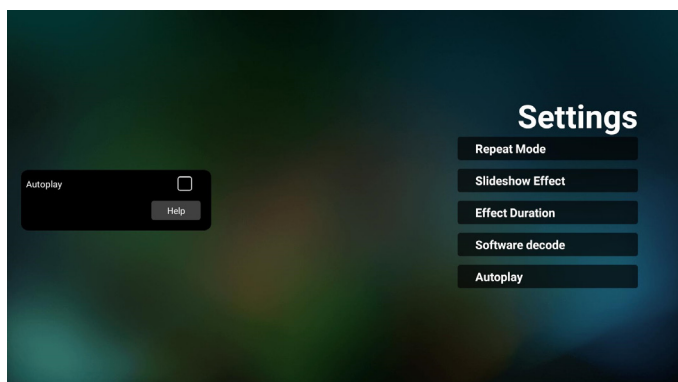 Settings
Repeat Mode
Slideshow Effect
Effect Duration
Software decode
Autoplay
Autoplay
Help